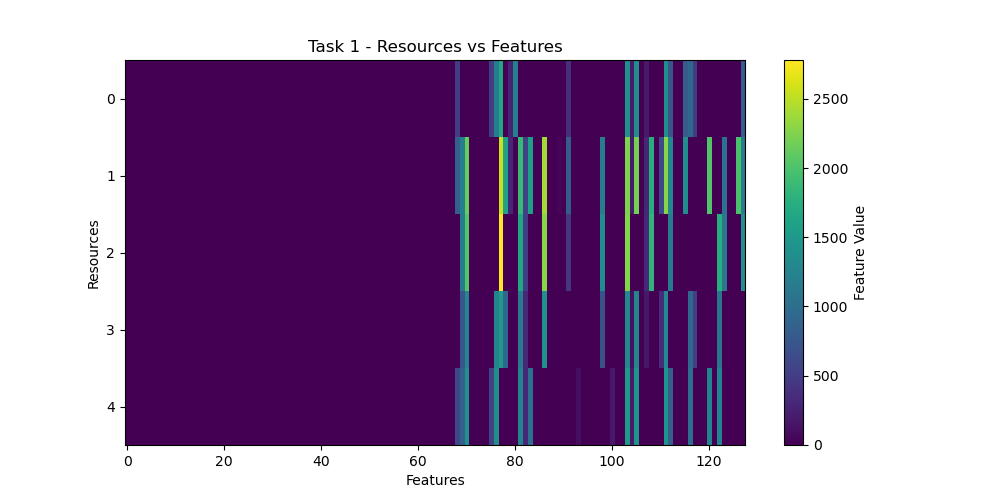 Task 1 - Resources vs Features
0
1
2
3
4
Resources
0 20 40 60 80 100 120
Features
2500
2000
1500
1000
500
0
Feature Value